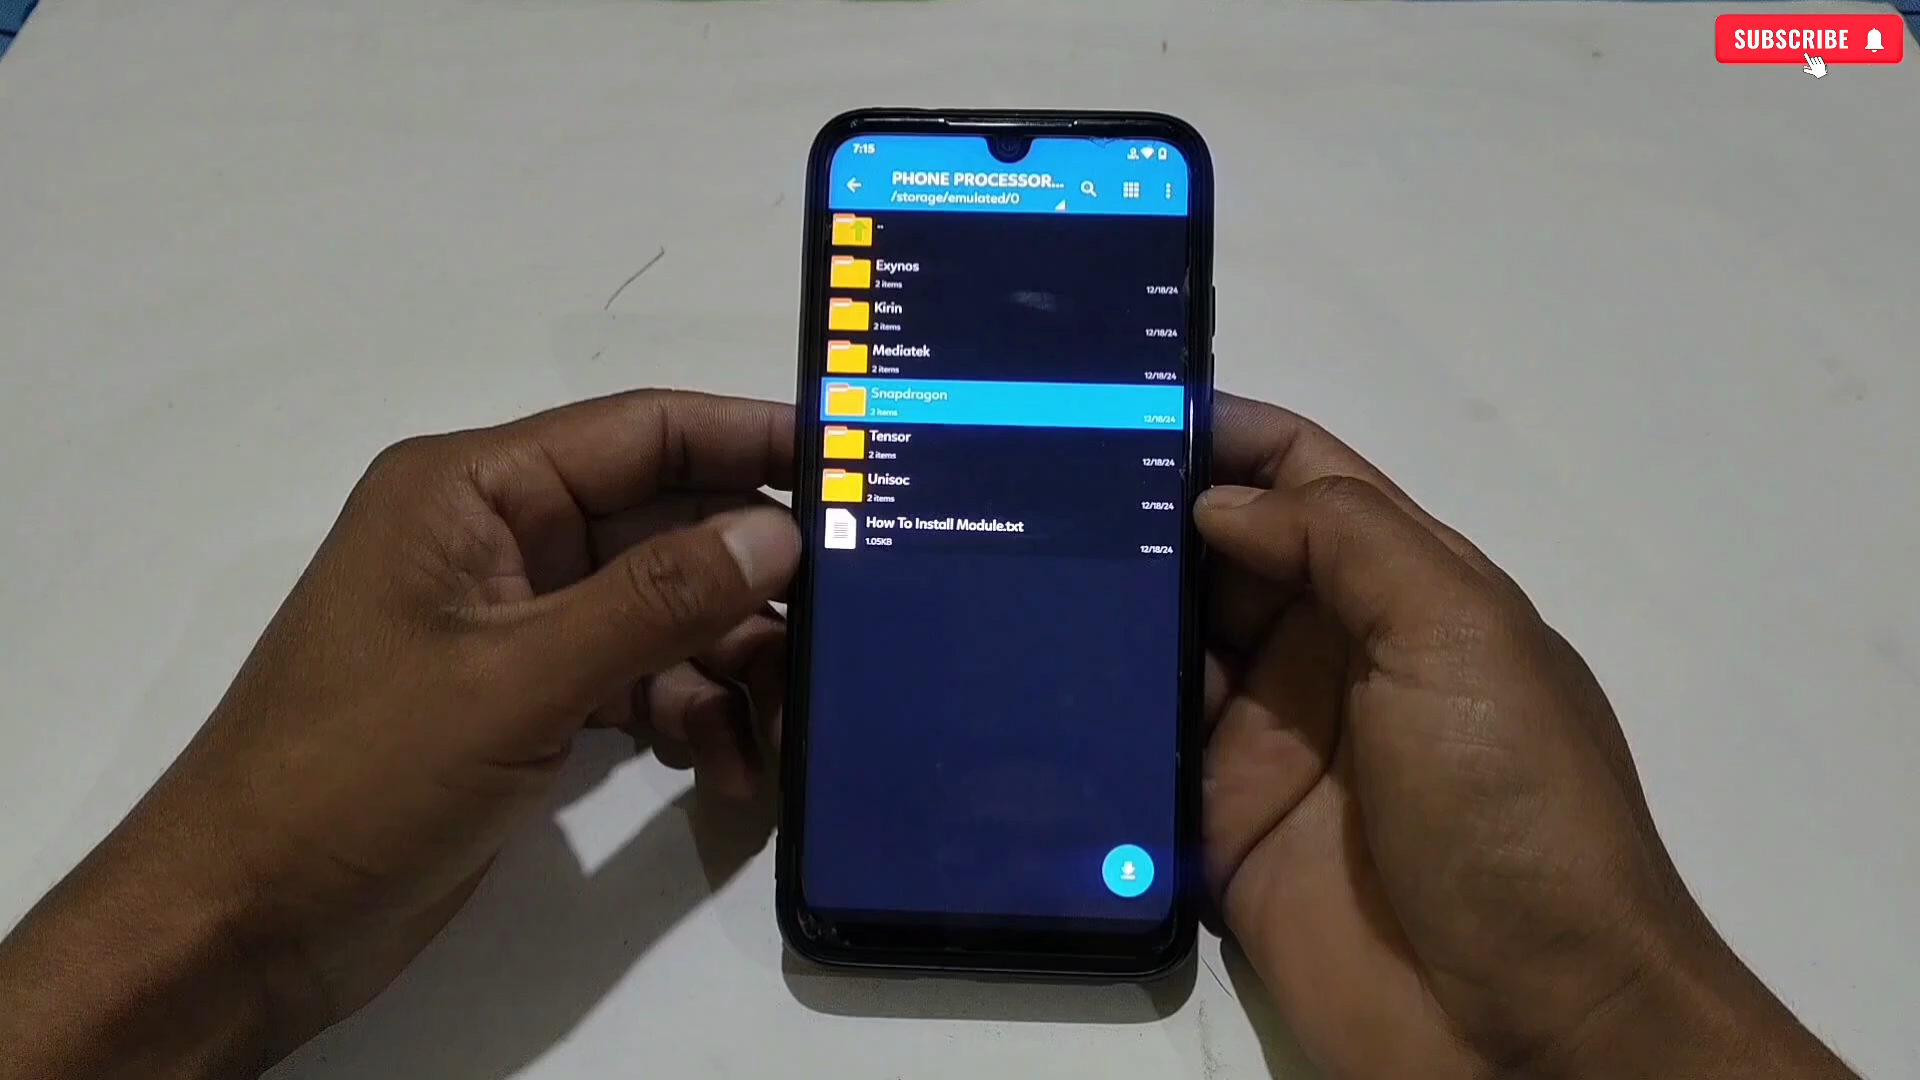 SUBSCRIBE
7:15
PHONE PROCESSOR...
/storage/emulated/0
..
Exynos
2 items
12/18/24
Kirin
2 items
12/18/24
Mediatek
2 items
12/18/24
Snapdragon
2 items
12/18/24
Tensor
2 items
12/18/24
Unisoc
2 items
12/18/24
How To Install Module.txt
1.05KB
12/18/24